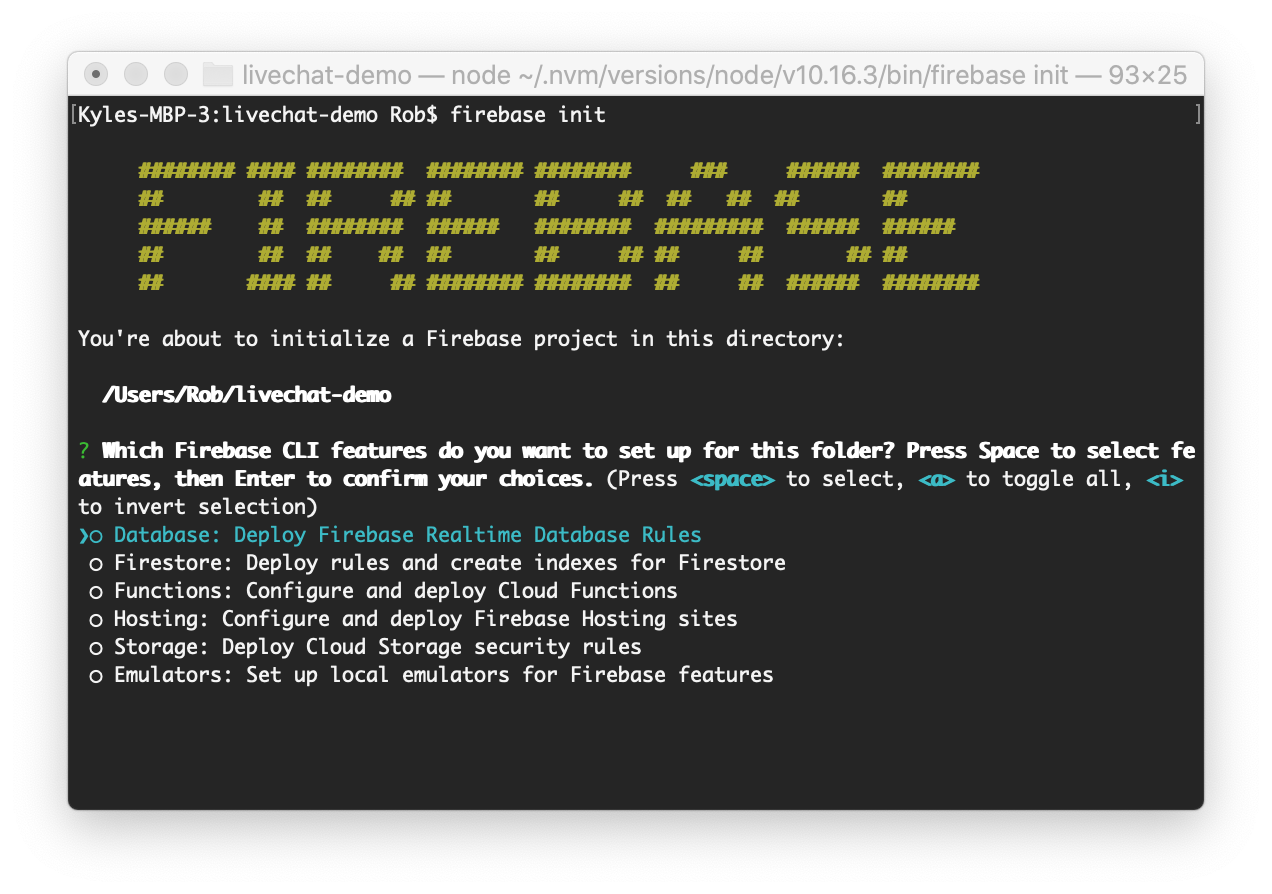 livechat-demo — node ~/.nvm/versions/node/v10.16.3/bin/firebase init — 93×25
[Kyles-MBP-3:livechat-demo Rob$ firebase init ]
     ######## #### ########  ######## ########     ###     ######  ########
     ##        ##  ##     ## ##       ##     ##  ##   ##  ##       ##
     ######    ##  ########  ######   ########  #########  ######  ######
     ##        ##  ##    ##  ##       ##     ## ##     ##       ## ##
     ##       #### ##     ## ######## ########  ##     ##  ######  ########
You're about to initialize a Firebase project in this directory:
/Users/Rob/livechat-demo
? Which Firebase CLI features do you want to set up for this folder? Press Space to select fe
atures, then Enter to confirm your choices. (Press <space> to select, <a> to toggle all, <i>
to invert selection)
❯◯ Database: Deploy Firebase Realtime Database Rules
◯ Firestore: Deploy rules and create indexes for Firestore
◯ Functions: Configure and deploy Cloud Functions
◯ Hosting: Configure and deploy Firebase Hosting sites
◯ Storage: Deploy Cloud Storage security rules
◯ Emulators: Set up local emulators for Firebase features